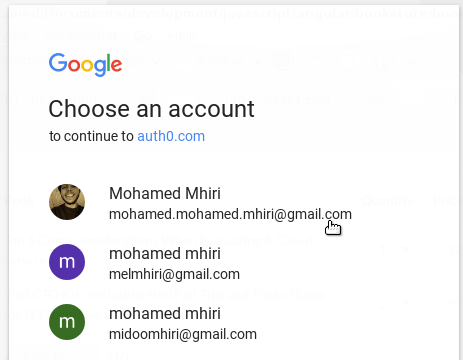 Google
Choose an account
to continue to auth0.com
Mohamed Mhiri
mohamed.mohamed.mhiri@gmail.com
m
mohamed mhiri
melmhiri@gmail.com
m
mohamed mhiri
midoomhiri@gmail.com